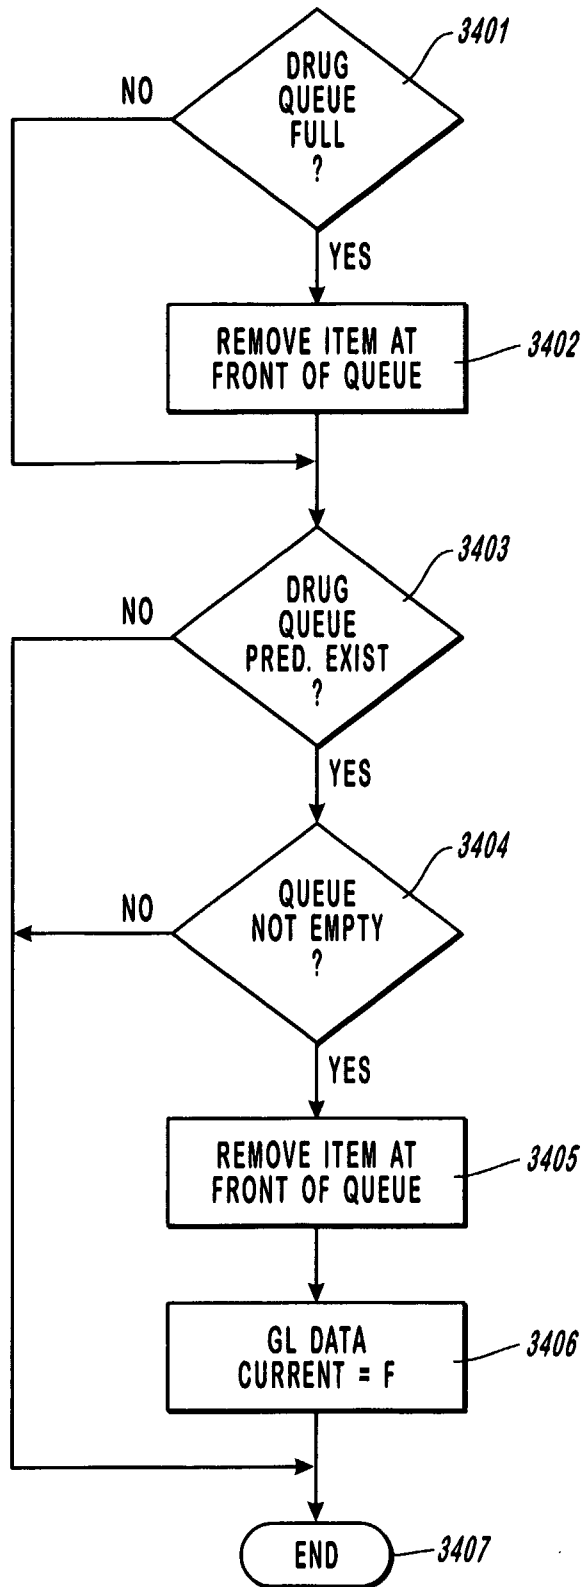 3401
DRUG
QUEUE
FULL
?
NO
YES
REMOVE ITEM AT
FRONT OF QUEUE
3402
3403
DRUG
QUEUE
PRED. EXIST
?
NO
YES
3404
QUEUE
NOT EMPTY
?
NO
YES
REMOVE ITEM AT
FRONT OF QUEUE
3405
GL DATA
CURRENT = F
3406
END
3407